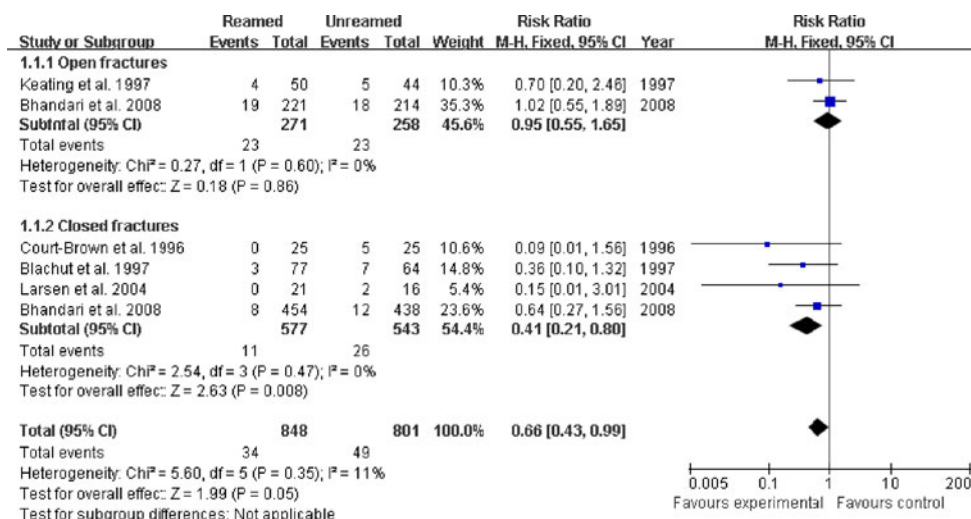 Reamed Unreamed Risk Ratio Risk Ratio
Study or Subgroup Events Total Events Total Weight M-H, Fixed, 95% CI Year M-H, Fixed, 95% CI
1.1.1 Open fractures
Keating et al. 1997 4 50 5 44 10.3% 0.70 [0.20, 2.46] 1997
Bhandari et al. 2008 19 221 18 214 35.3% 1.02 [0.55, 1.89] 2008
Subtntal (95% CI) 271 258 45.6% 0.95 [0.55, 1.65]
Total events 23 23
Heterogeneity: Chi² = 0.27, df = 1 (P = 0.60); I² = 0%
Test for overall effect: Z = 0.18 (P = 0.86)
1.1.2 Closed fractures
Court-Brown et al. 1996 0 25 5 25 10.6% 0.09 [0.01, 1.56] 1996
Blachut et al. 1997 3 77 7 64 14.8% 0.36 [0.10, 1.32] 1997
Larsen et al. 2004 0 21 2 16 5.4% 0.15 [0.01, 3.01] 2004
Bhandari et al. 2008 8 454 12 438 23.6% 0.64 [0.27, 1.56] 2008
Subtotal (95% CI) 577 543 54.4% 0.41 [0.21, 0.80]
Total events 11 26
Heterogeneity: Chi² = 2.54, df = 3 (P = 0.47); I² = 0%
Test for overall effect: Z = 2.63 (P = 0.008)
Total (95% CI) 848 801 100.0% 0.66 [0.43, 0.99]
Total events 34 49
Heterogeneity: Chi² = 5.60, df = 5 (P = 0.35); I² = 11%
Test for overall effect: Z = 1.99 (P = 0.05)
Test for subgroup differences: Not applicable
0.005 0.1 1 10 200
Favours experimental Favours control